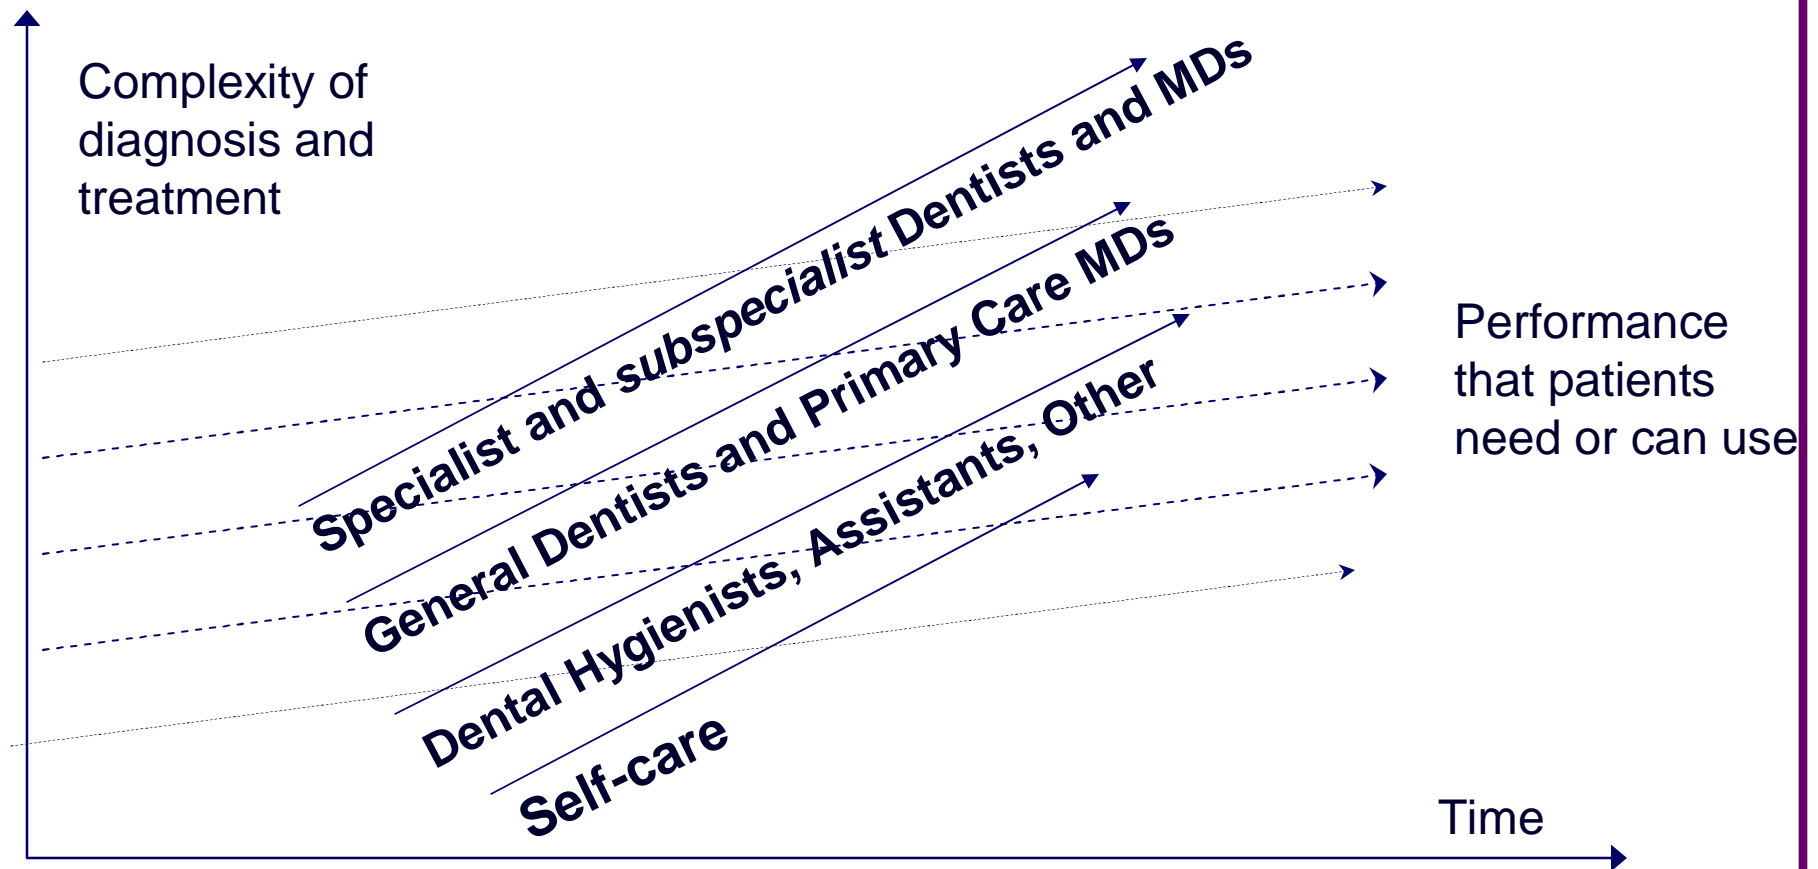 Complexity of
diagnosis and
treatment
Specialist and subspecialist Dentists and MDs
General Dentists and Primary Care MDs
Dental Hygienists, Assistants, Other
Self-care
Performance
that patients
need or can use
Time